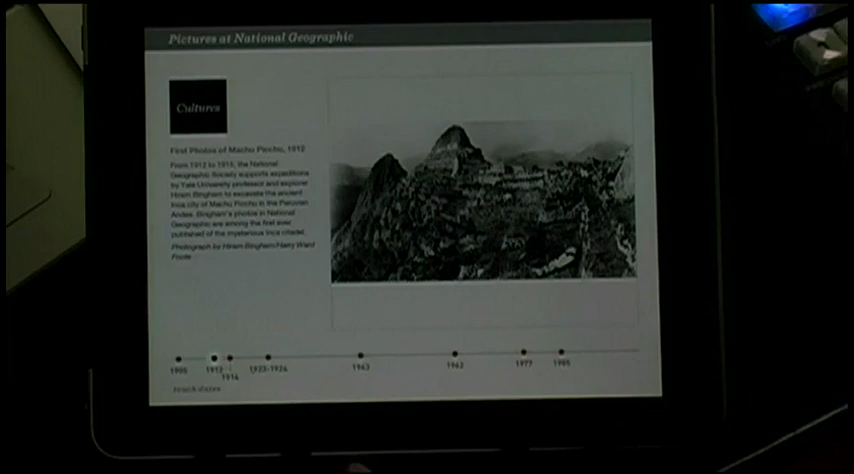 Pictures at National Geographic
Cultures
First Photos of Machu Picchu, 1912
From 1912 to 1915, the National
Geographic Society supports expeditions
by Yale University professor and explorer
Hiram Bingham to excavate the ancient
Inca city of Machu Picchu in the Peruvian
Andes. Bingham's photos in National
Geographic are among the first ever
published of the mysterious Inca citadel.
Photograph by Hiram Bingham/Harry Ward
Foote
1905 1912 1914 1923-1924 1962 1977 1985
touch dates